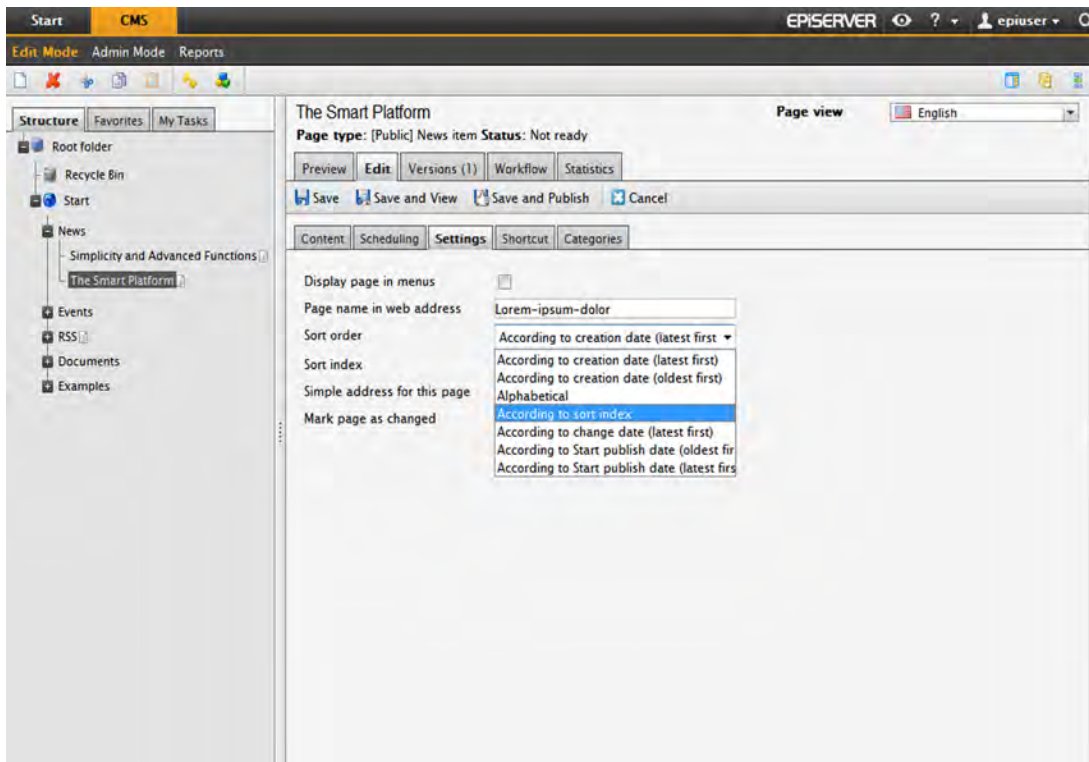 Start CMS EPiSERVER ? epiuser
Edit Mode Admin Mode Reports
Structure Favorites My Tasks
Root folder
Recycle Bin
Start
News
Simplicity and Advanced Functions
The Smart Platform
Events
RSS
Documents
Examples
The Smart Platform Page view English
Page type: [Public] News item Status: Not ready
Preview Edit Versions (1) Workflow Statistics
Save Save and View Save and Publish Cancel
Content Scheduling Settings Shortcut Categories
Display page in menus
Page name in web address Lorem-ipsum-dolor
Sort order According to creation date (latest first
Sort index
Simple address for this page
Mark page as changed
According to creation date (latest first)
According to creation date (oldest first)
Alphabetical
According to sort index
According to change date (latest first)
According to Start publish date (oldest fir
According to Start publish date (latest firs